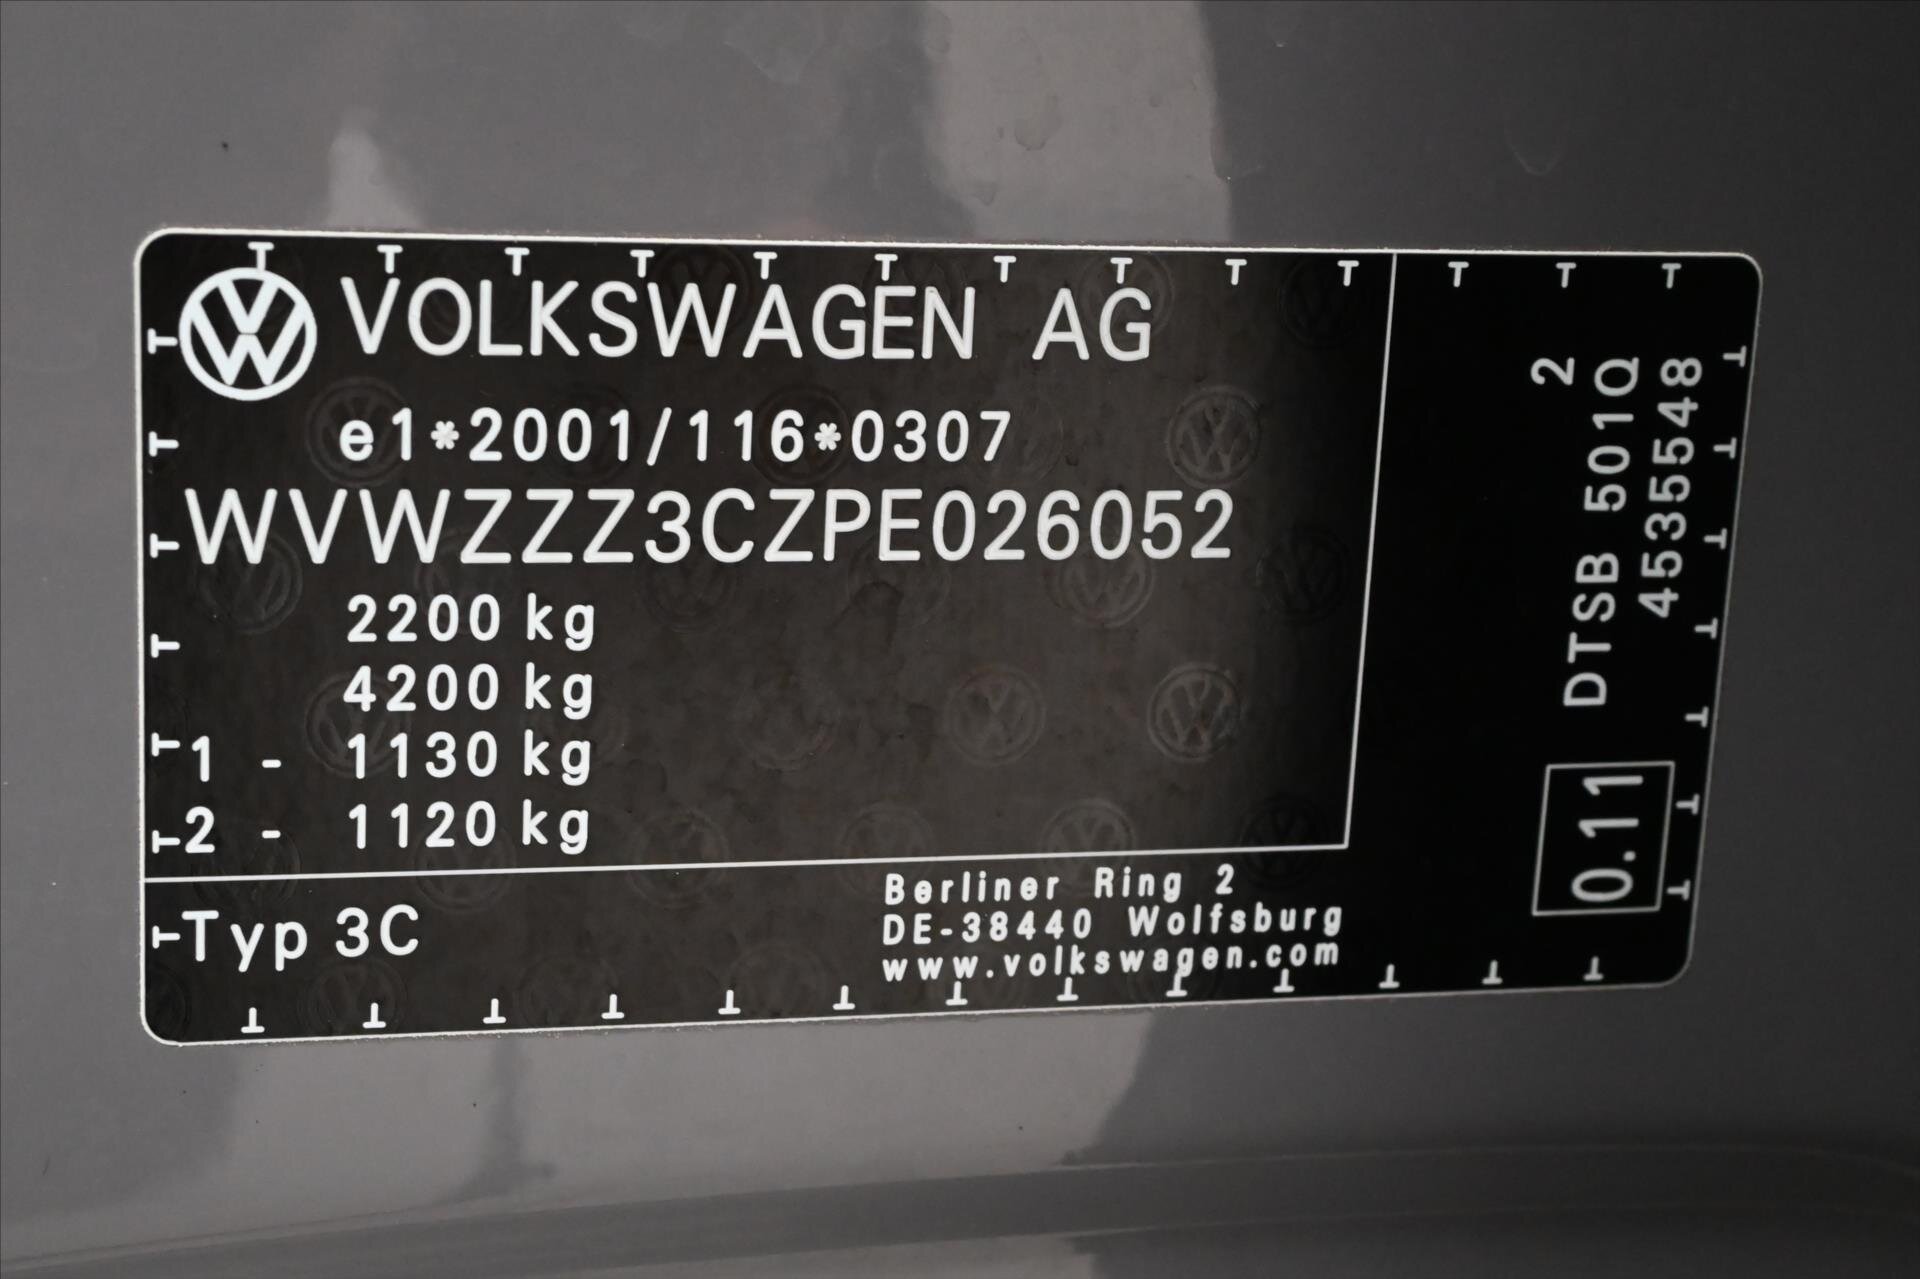 VOLKSWAGEN AG
e1*2001/116*0307
WVWZZZ3CZPE026052
2200 kg
4200 kg
1 - 1130 kg
2 - 1120 kg
Typ 3C
Berliner Ring 2
DE-38440 Wolfsburg
www.volkswagen.com
2
DTSB 501Q
45355548
0.11